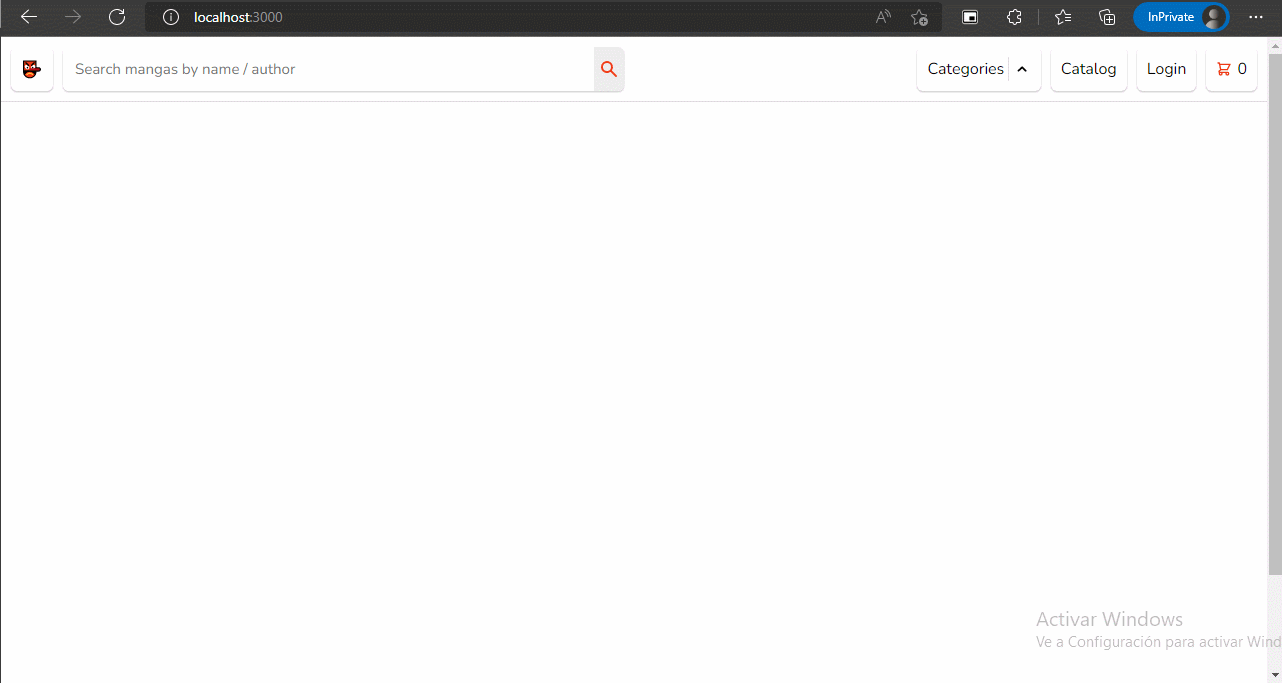 localhost:3000
InPrivate
Search mangas by name / author
Categories
Catalog
Login
0
Activar Windows
Ve a Configuración para activar Wind